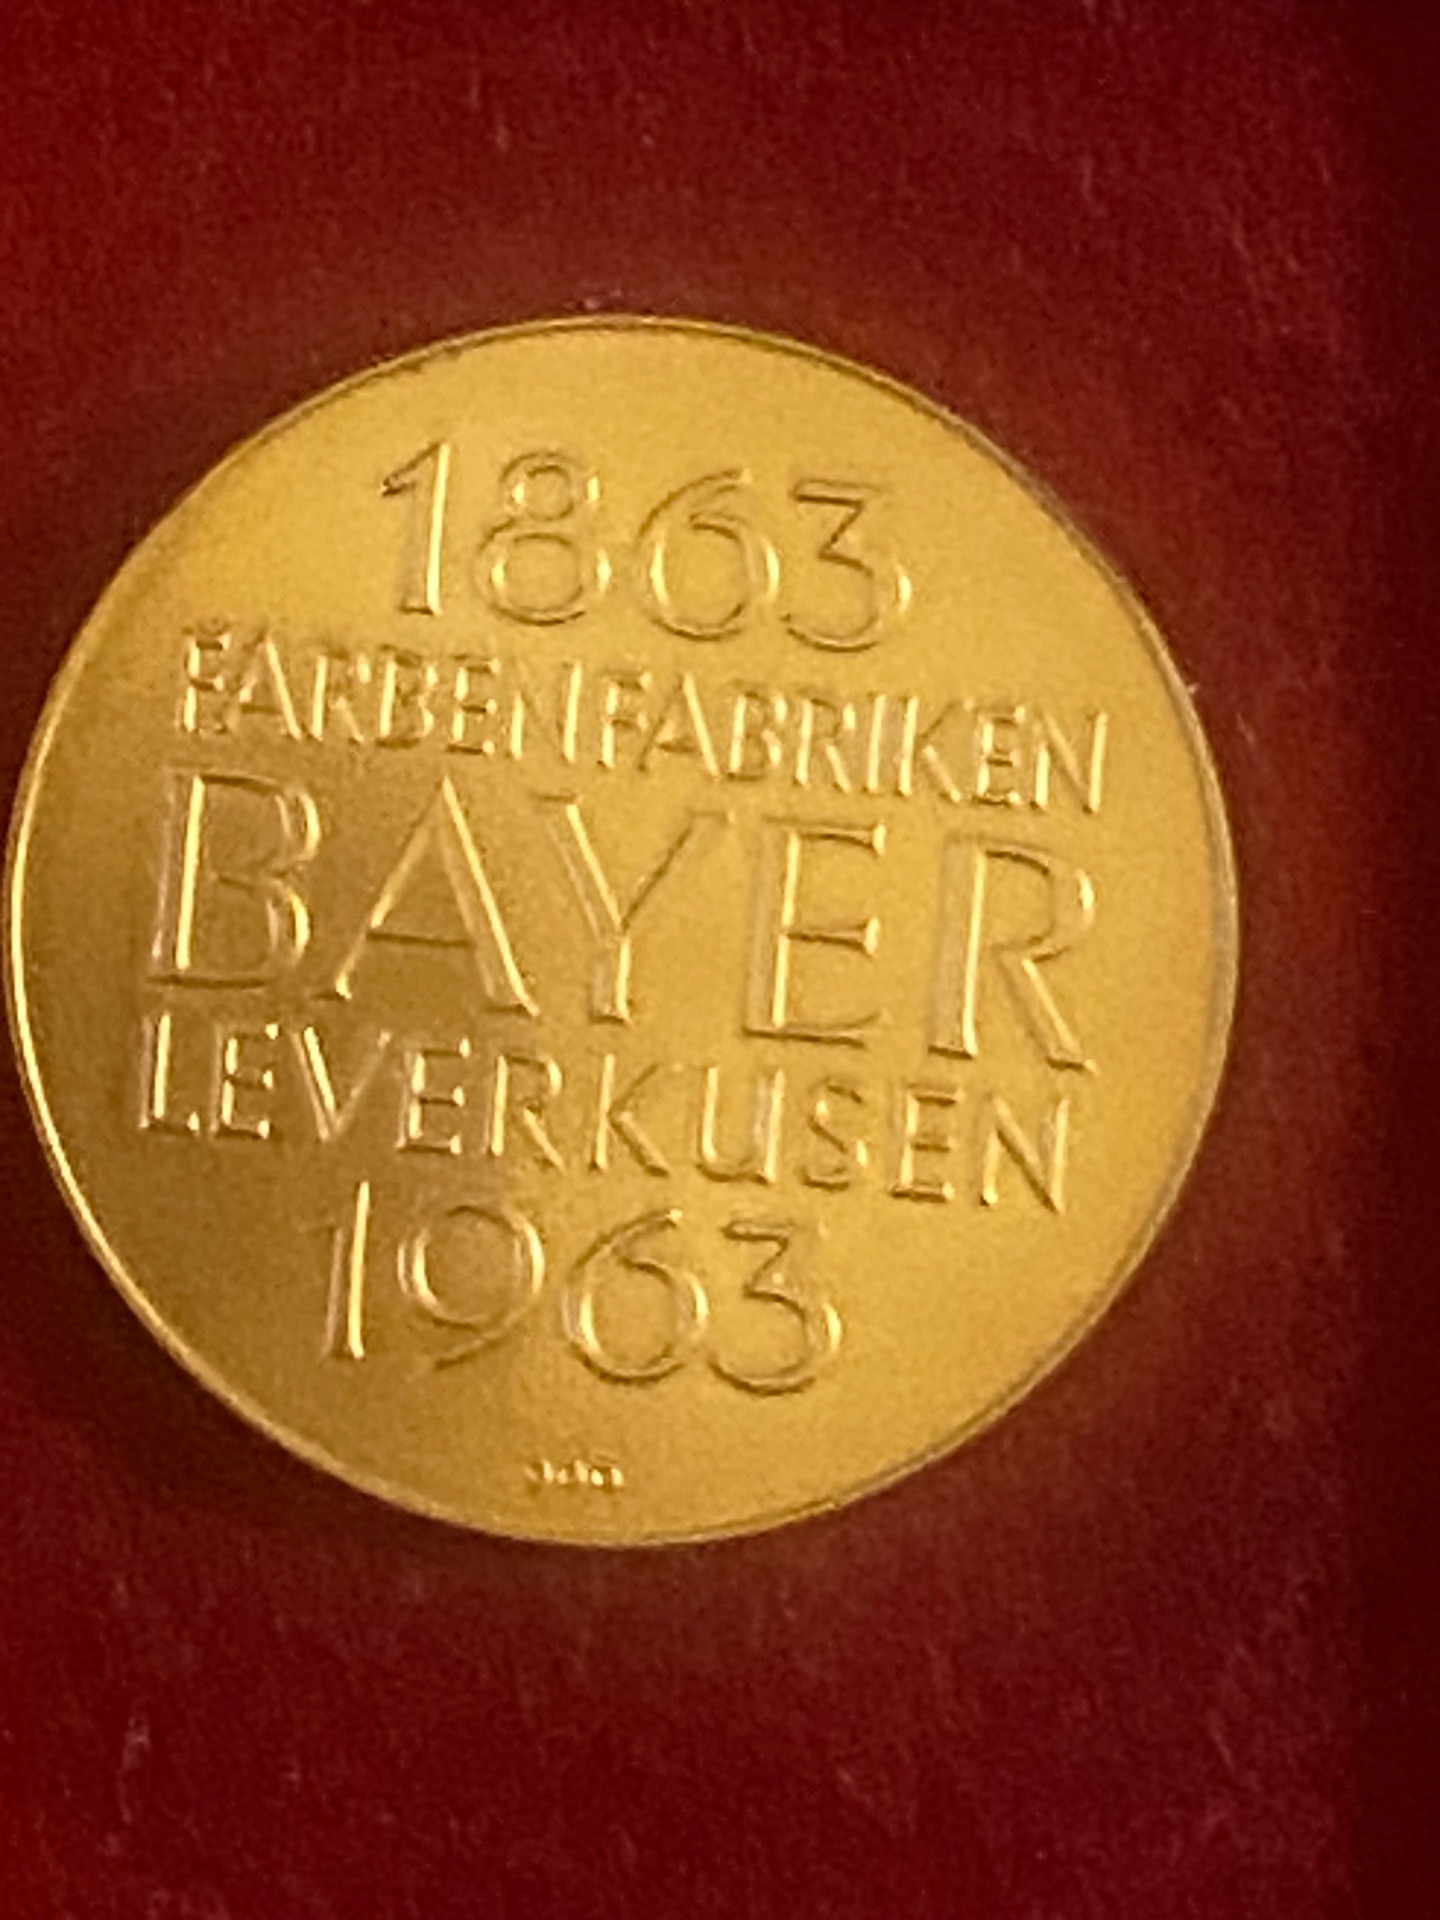 1863
FARBENFABRIKEN
BAYER
LEVERKUSEN
1963